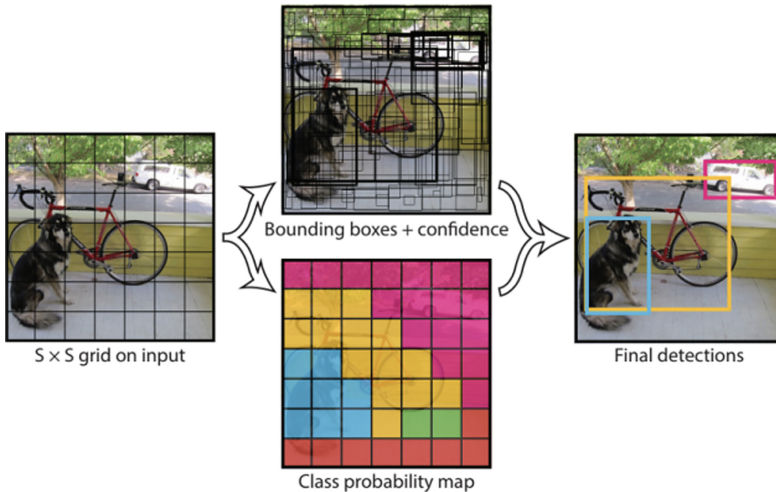 Bounding boxes + confidence
S × S grid on input
Final detections
Class probability map